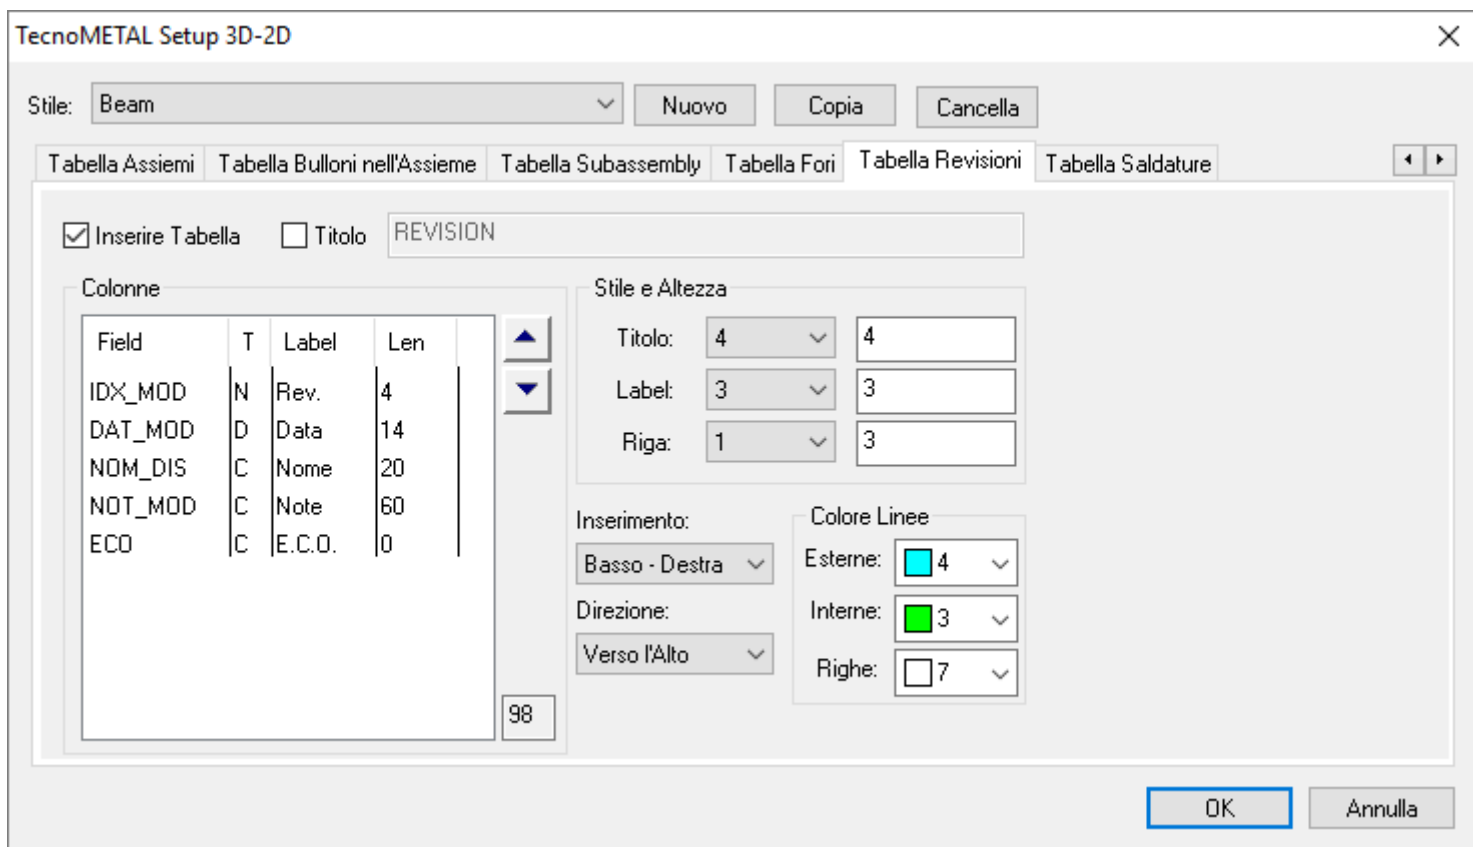 TecnoMETAL Setup 3D-2D
Stile: Beam Nuovo Copia Cancella
Tabella Assiemi Tabella Bulloni nell'Assieme Tabella Subassembly Tabella Fori Tabella Revisioni Tabella Saldature
Inserire Tabella Titolo REVISION
Colonne
Field T Label Len
IDX_MOD N Rev. 4
DAT_MOD D Data 14
NOM_DIS C Nome 20
NOT_MOD C Note 60
ECO C E.C.O. 0
98
Stile e Altezza
Titolo: 4 4
Label: 3 3
Riga: 1 3
Inserimento:
Basso - Destra
Direzione:
Verso l'Alto
Colore Linee
Esterne: 4
Interne: 3
Righe: 7
OK Annulla